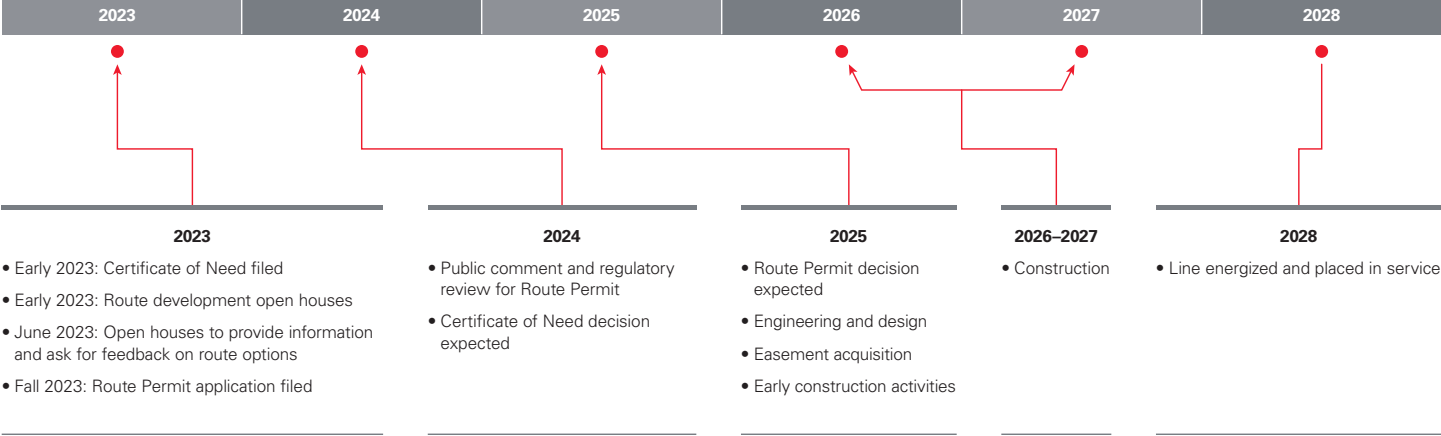 2023
2024
2025
2026
2027
2028
2023
• Early 2023: Certificate of Need filed
• Early 2023: Route development open houses
• June 2023: Open houses to provide information
and ask for feedback on route options
• Fall 2023: Route Permit application filed
2024
• Public comment and regulatory
review for Route Permit
• Certificate of Need decision
expected
2025
• Route Permit decision
expected
• Engineering and design
• Easement acquisition
• Early construction activities
2026–2027
• Construction
2028
• Line energized and placed in service